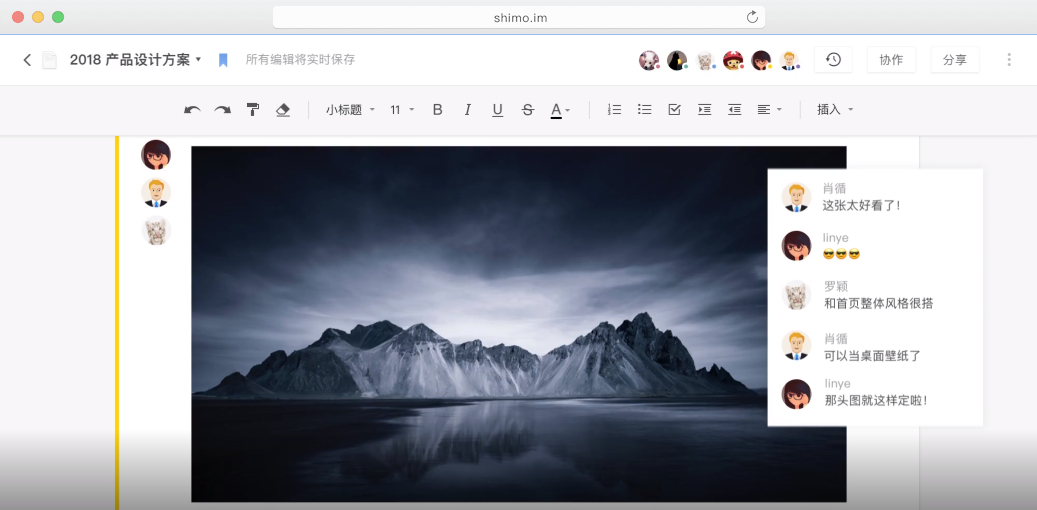 shimo.im
2018 产品设计方案
所有编辑将实时保存
协作
分享
小标题
11
B
I
U
S
A
插入
肖循
这张太好看了！
linye
😎😎😎
罗颖
和首页整体风格很搭
肖循
可以当桌面壁纸了
linye
那头图就这样定啦！